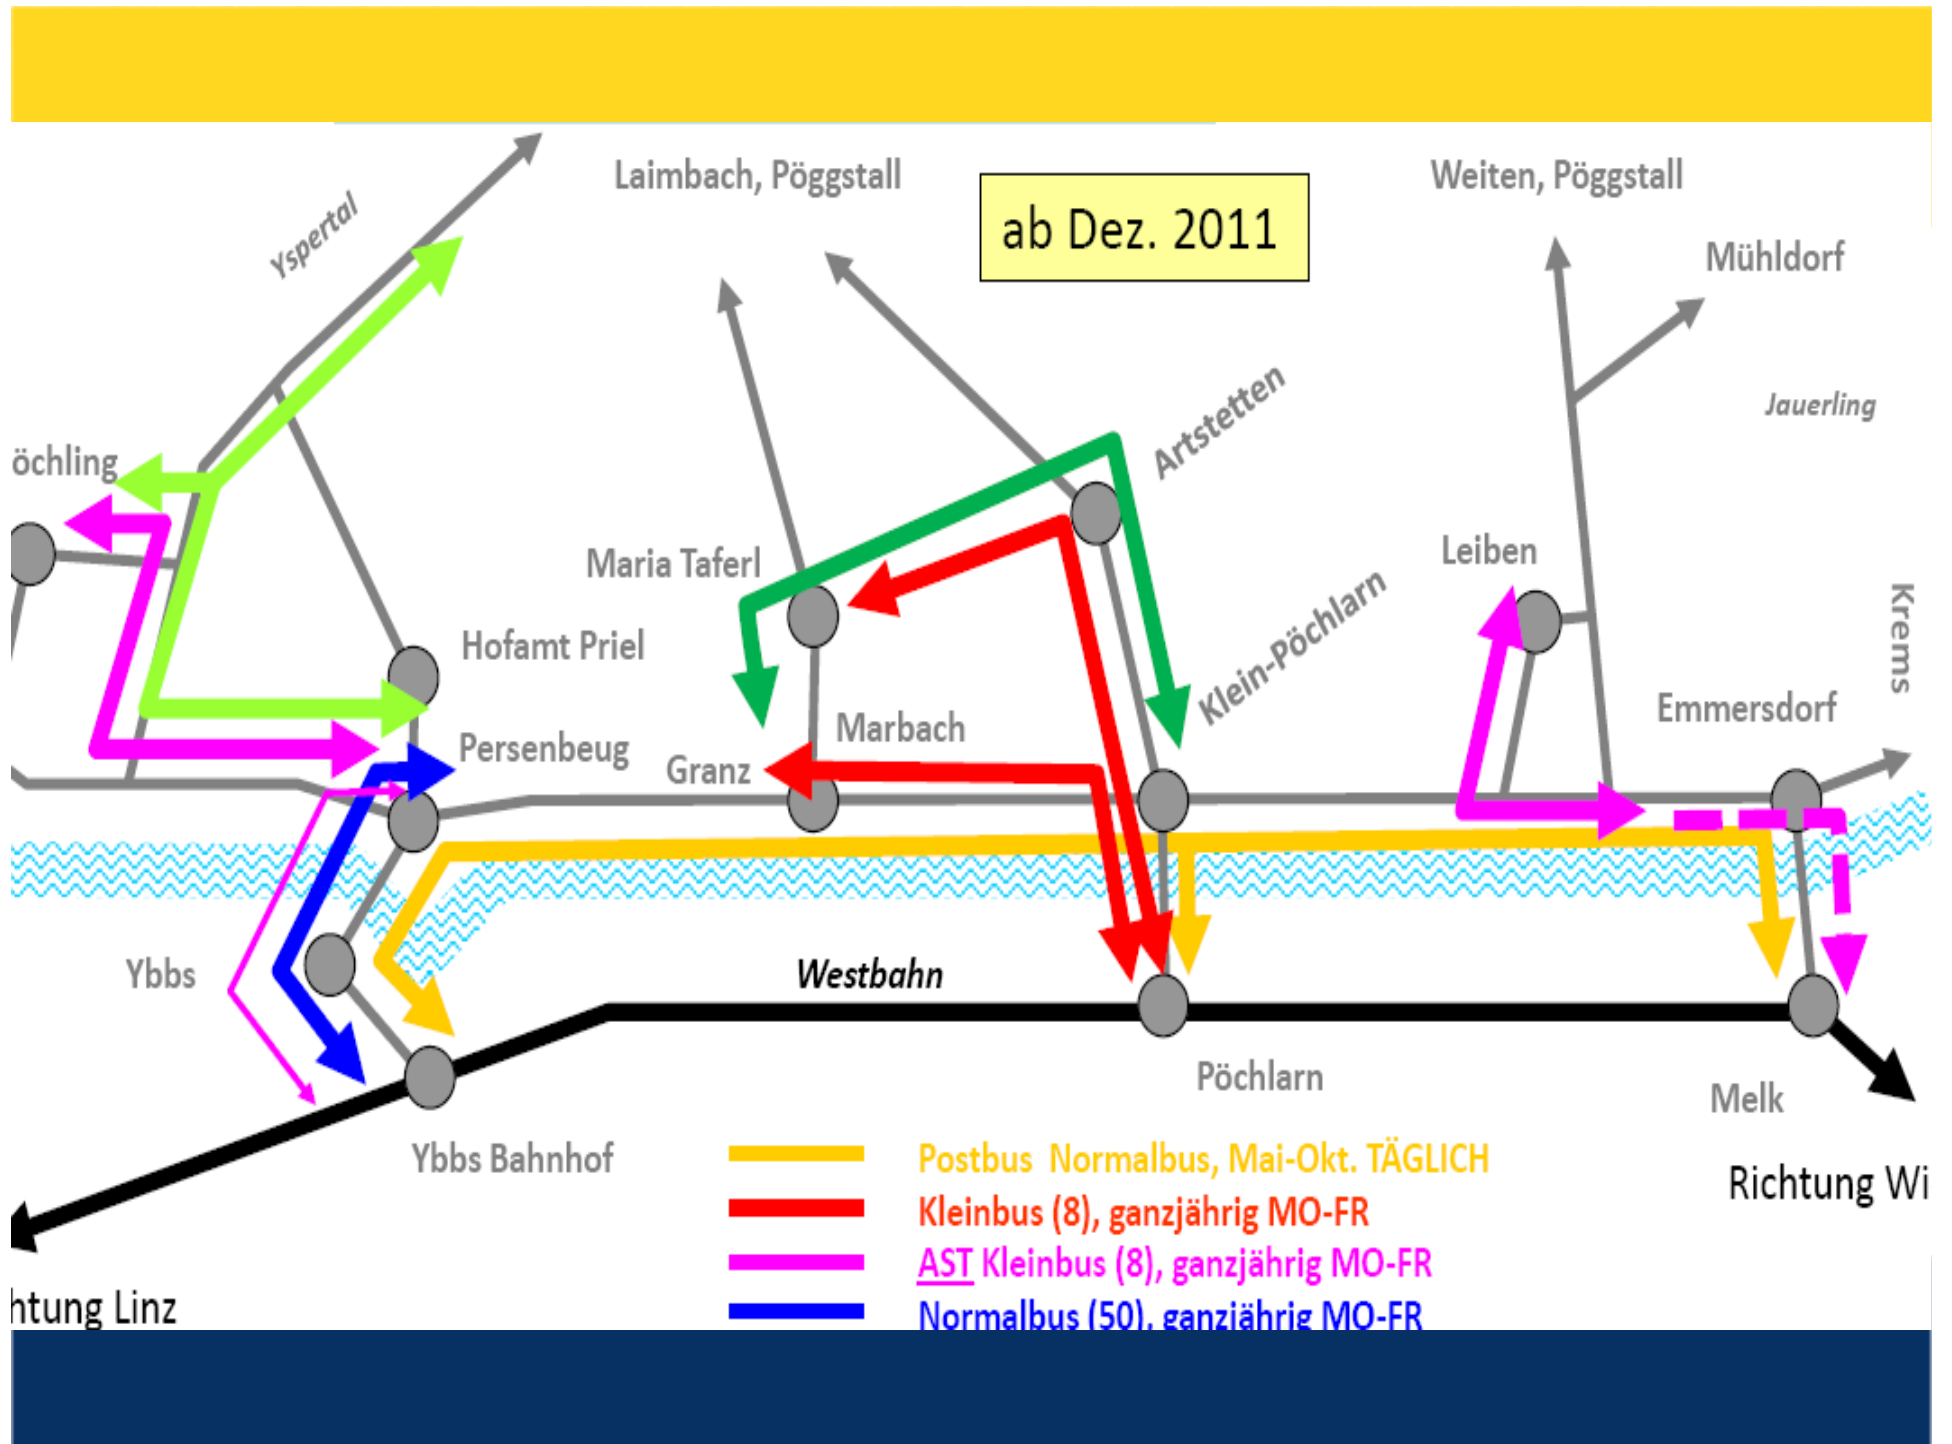 Laimbach, Pöggstall
Weiten, Pöggstall
ab Dez. 2011
Yspertal
Mühldorf
Artstetten
Jauerling
öchling
Maria Taferl
Leiben
Klein-Pöchlarn
Krems
Hofamt Priel
Emmersdorf
Marbach
Persenbeug
Granz
Ybbs
Westbahn
Pöchlarn
Melk
Ybbs Bahnhof
Postbus Normalbus, Mai-Okt. TÄGLICH
Richtung Wi
Kleinbus (8), ganzjährig MO-FR
AST Kleinbus (8), ganzjährig MO-FR
htung Linz
Normalbus (50), ganzjährig MO-FR